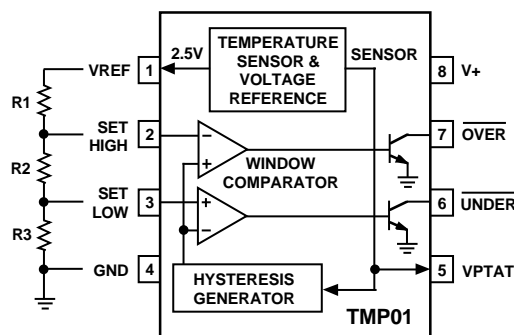 TEMPERATURE
SENSOR &
VOLTAGE
REFERENCE
2.5V
SENSOR
VREF
1
8
V+
R1
SET
HIGH
2
7
OVER
R2
WINDOW
COMPARATOR
SET
LOW
3
6
UNDER
R3
GND
4
5
VPTAT
HYSTERESIS
GENERATOR
TMP01
−
+
+
−